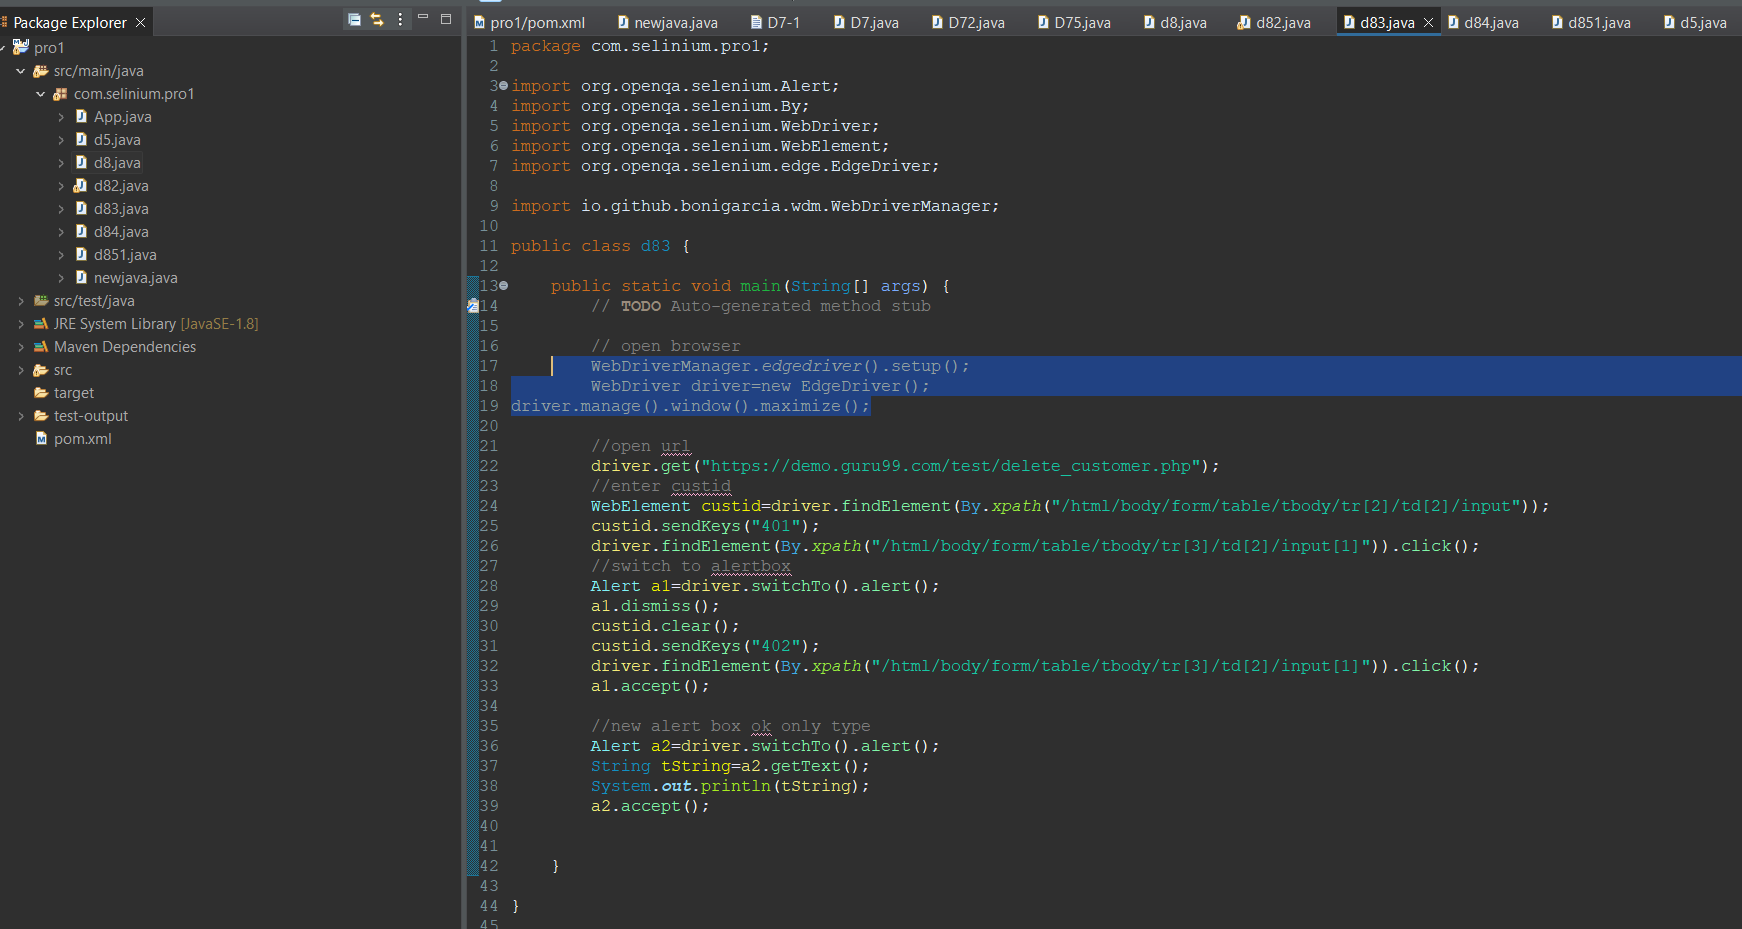 Package Explorer
pro1
src/main/java
com.selinium.pro1
App.java
d5.java
d8.java
d82.java
d83.java
d84.java
d851.java
newjava.java
src/test/java
JRE System Library [JavaSE-1.8]
Maven Dependencies
src
target
test-output
pom.xml
pro1/pom.xml newjava.java D7-1 D7.java D72.java D75.java d8.java d82.java d83.java d84.java d851.java d5.java
1 package com.selinium.pro1;
2
3 import org.openqa.selenium.Alert;
4 import org.openqa.selenium.By;
5 import org.openqa.selenium.WebDriver;
6 import org.openqa.selenium.WebElement;
7 import org.openqa.selenium.edge.EdgeDriver;
8
9 import io.github.bonigarcia.wdm.WebDriverManager;
10
11 public class d83 {
12
13 public static void main(String[] args) {
14 // TODO Auto-generated method stub
15
16 // open browser
17 WebDriverManager.edgedriver().setup();
18 WebDriver driver=new EdgeDriver();
19 driver.manage().window().maximize();
20
21 //open url
22 driver.get("https://demo.guru99.com/test/delete_customer.php");
23 //enter custid
24 WebElement custid=driver.findElement(By.xpath("/html/body/form/table/tbody/tr[2]/td[2]/input"));
25 custid.sendKeys("401");
26 driver.findElement(By.xpath("/html/body/form/table/tbody/tr[3]/td[2]/input[1]")).click();
27 //switch to alertbox
28 Alert a1=driver.switchTo().alert();
29 a1.dismiss();
30 custid.clear();
31 custid.sendKeys("402");
32 driver.findElement(By.xpath("/html/body/form/table/tbody/tr[3]/td[2]/input[1]")).click();
33 a1.accept();
34
35 //new alert box ok only type
36 Alert a2=driver.switchTo().alert();
37 String tString=a2.getText();
38 System.out.println(tString);
39 a2.accept();
40
41
42 }
43
44 }
45